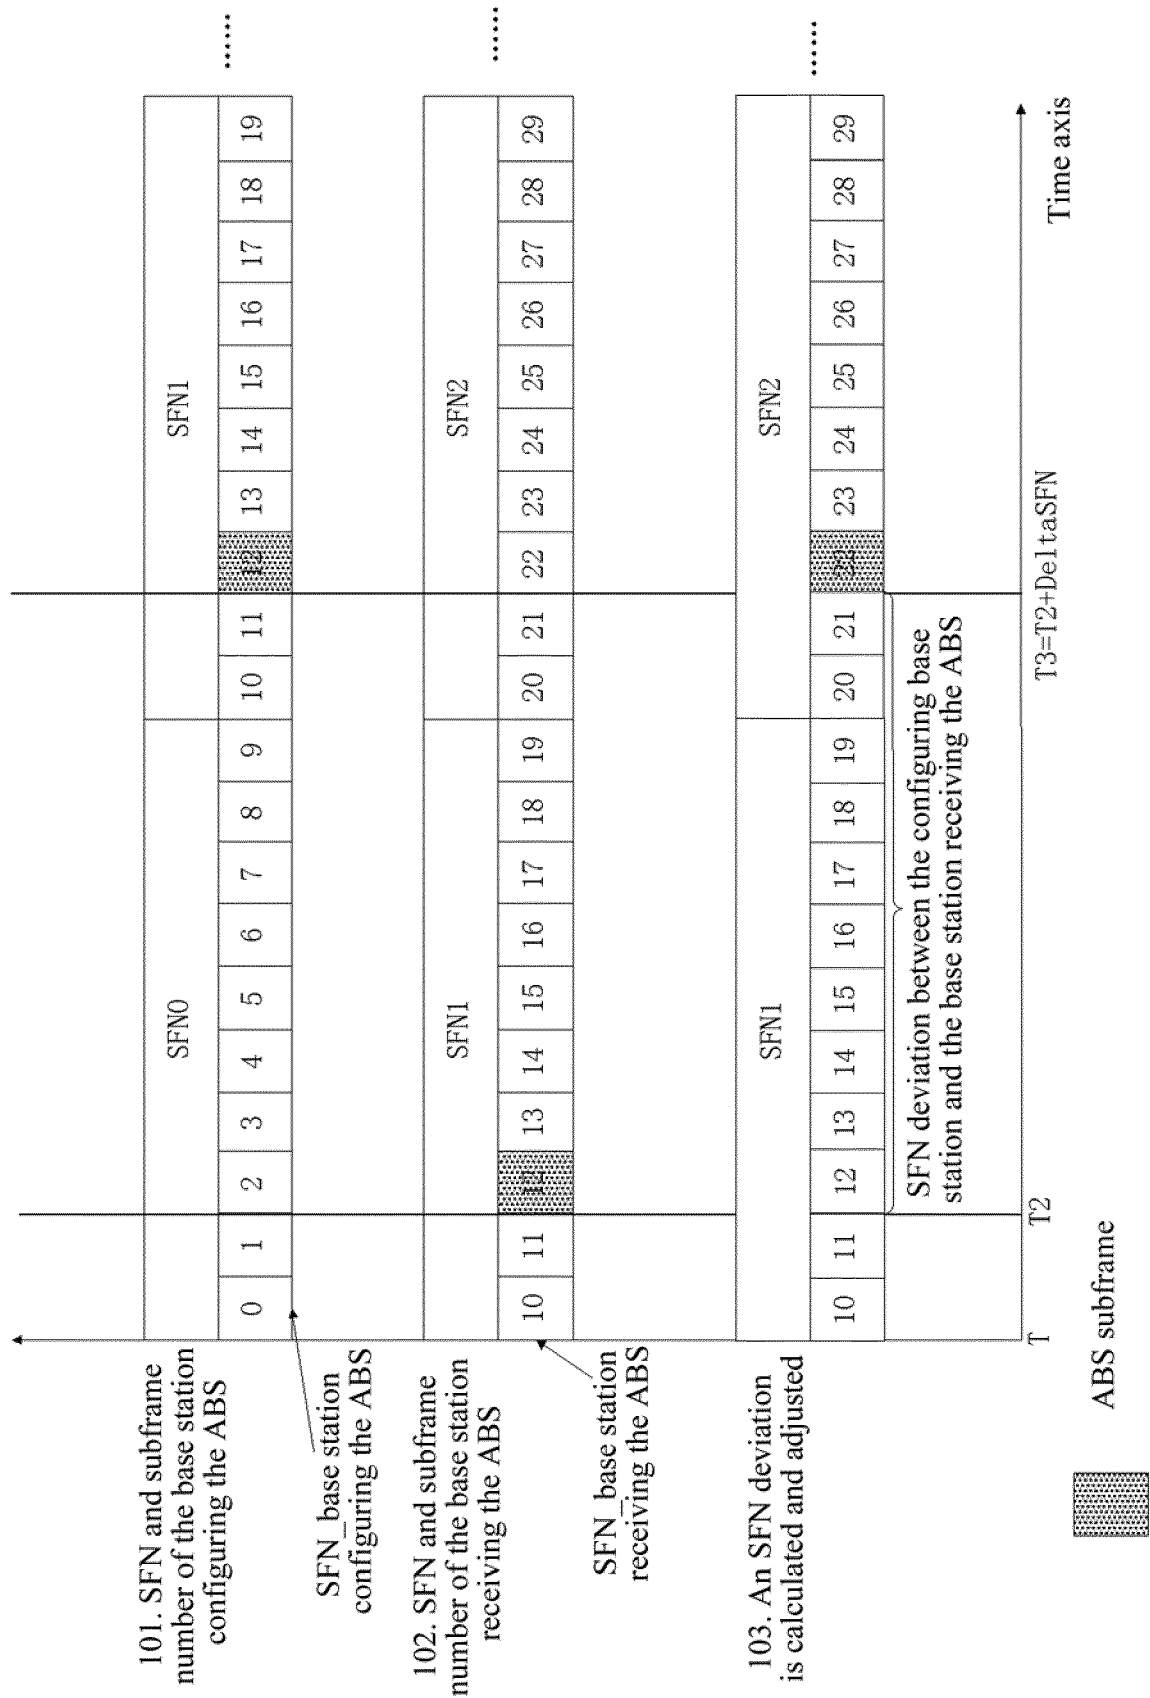 101. SFN and subframe
number of the base station
configuring the ABS
SFN0
SFN1
0 1 2 3 4 5 6 7 8 9 10 11 12 13 14 15 16 17 18 19
......
SFN_base station
configuring the ABS
102. SFN and subframe
number of the base station
receiving the ABS
SFN1
SFN2
10 11 12 13 14 15 16 17 18 19 20 21 22 23 24 25 26 27 28 29
......
SFN_base station
receiving the ABS
103. An SFN deviation
is calculated and adjusted
SFN1
SFN2
10 11 12 13 14 15 16 17 18 19 20 21 22 23 24 25 26 27 28 29
......
SFN deviation between the configuring base
station and the base station receiving the ABS
T
T2
T3=T2+DeltaSFN
Time axis
ABS subframe